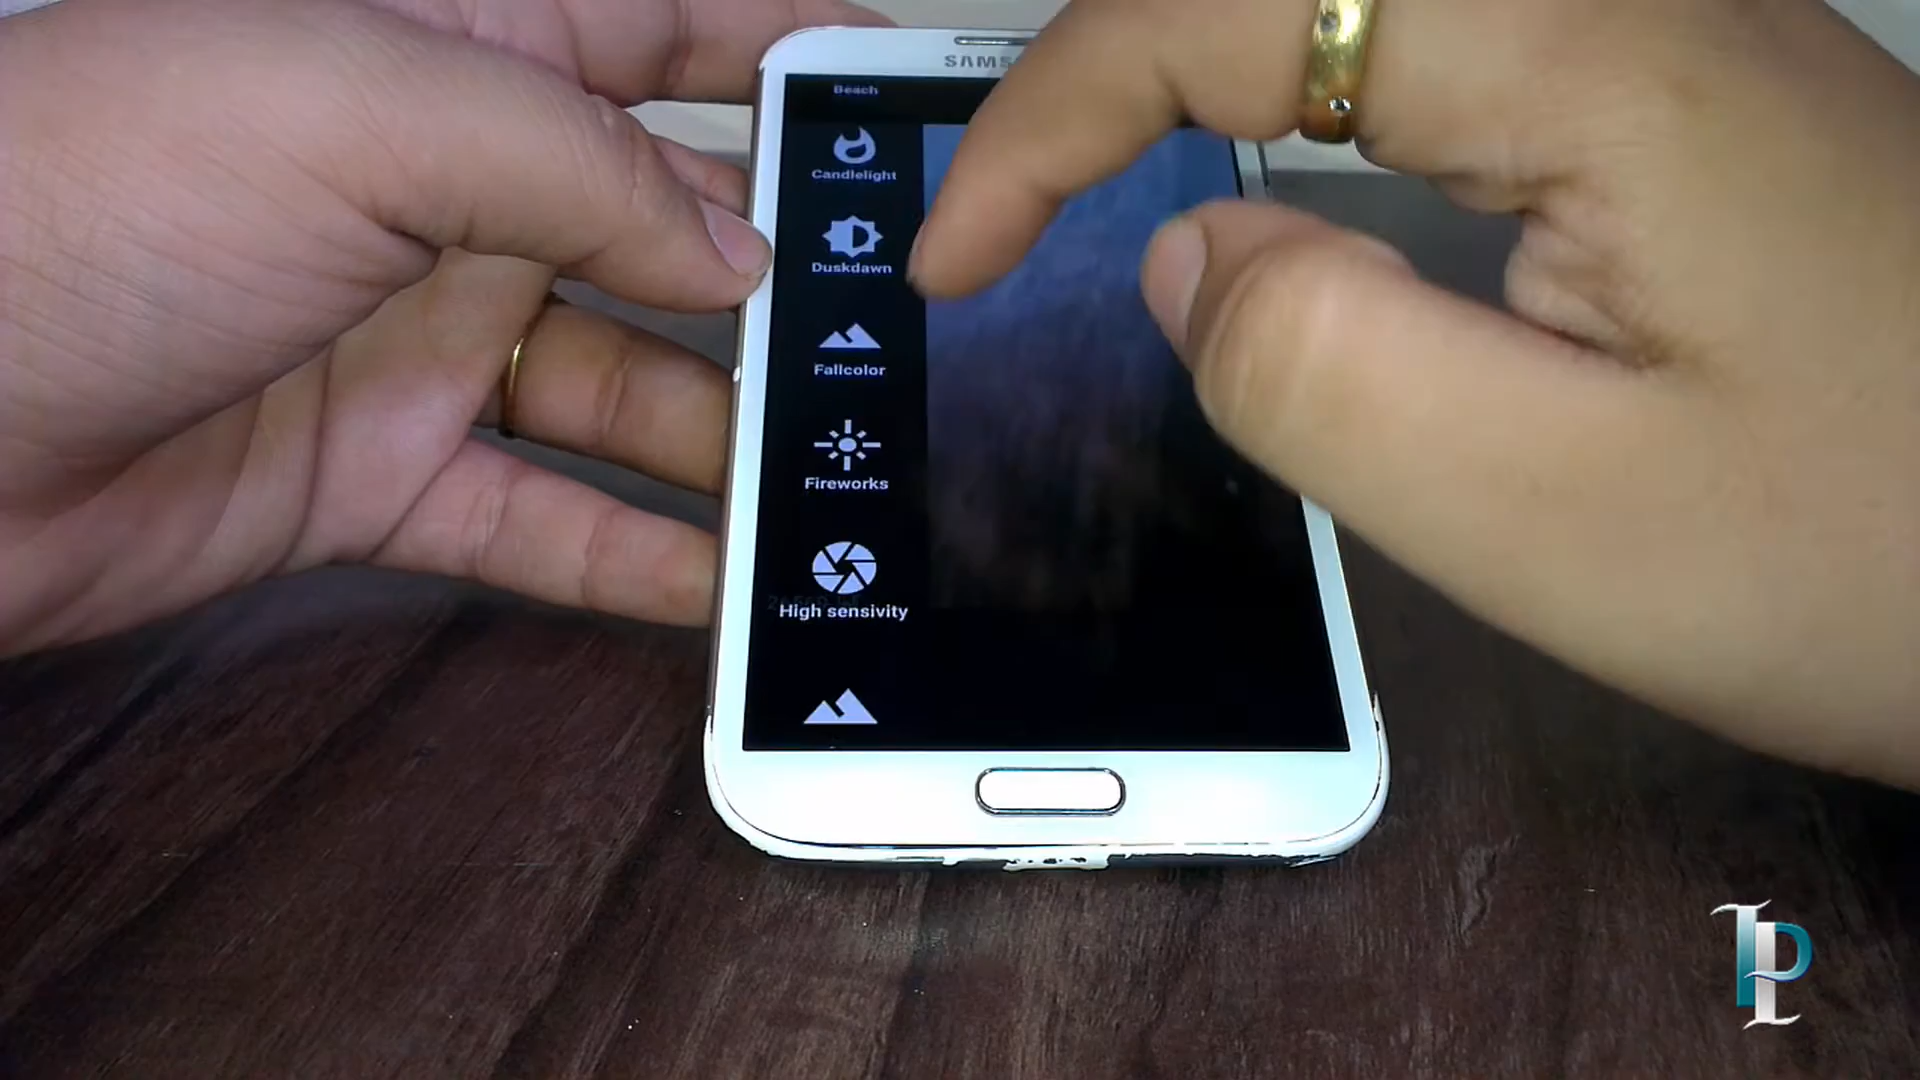 SAMS
Beach
Candlelight
Duskdawn
Fallcolor
Fireworks
High sensivity